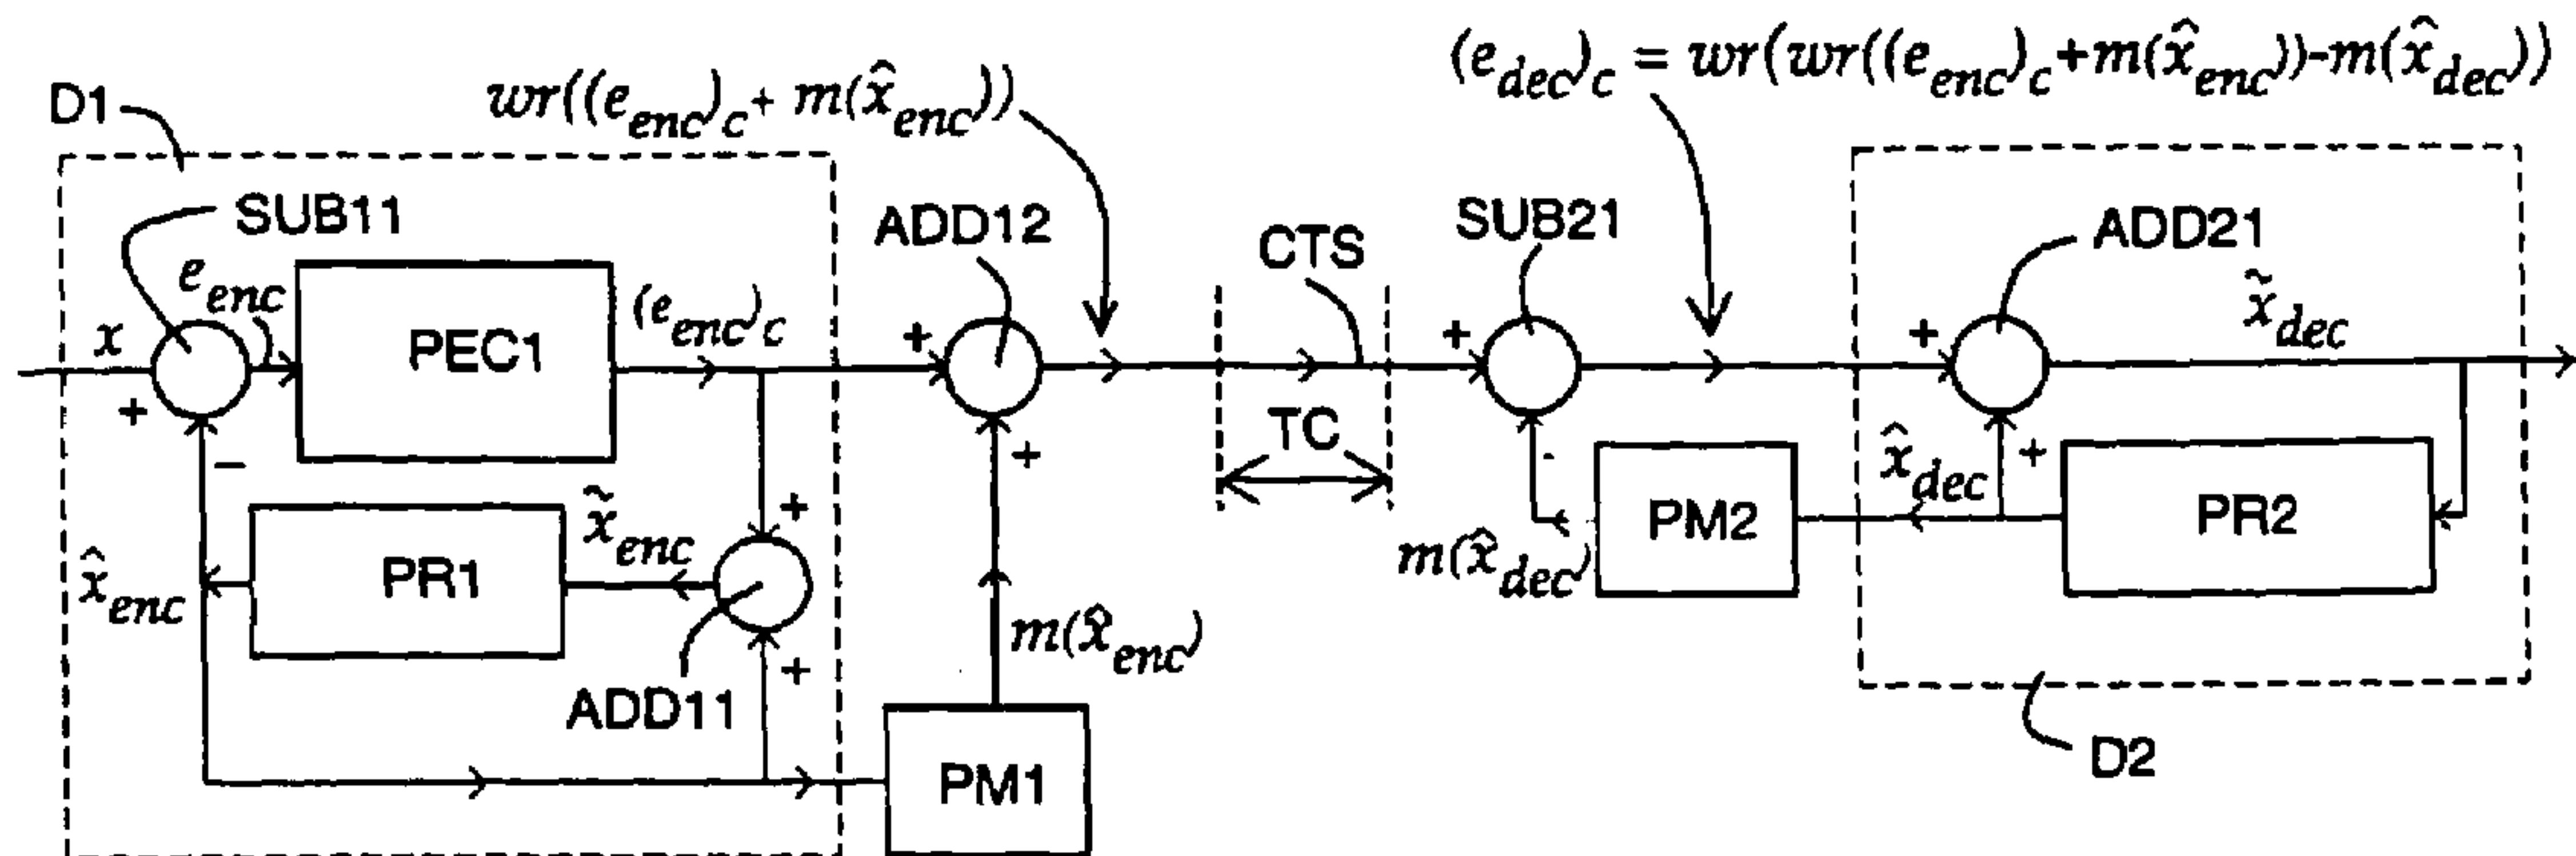 (e_dec)_c = wr(wr((e_enc)_c+m(x̂_enc))-m(x̂_dec))
wr((e_enc)_c+ m(x̂_enc))
D1
SUB11
ADD12
CTS
SUB21
ADD21
e_enc
x
PEC1
(e_enc)_c
x̃_dec
+
+
+
+
TC
−
+
-
+
x̂_enc
PR1
x̃_enc
+
m(x̂_dec)
PM2
x̂_dec
PR2
m(x̂_enc)
ADD11
+
PM1
D2